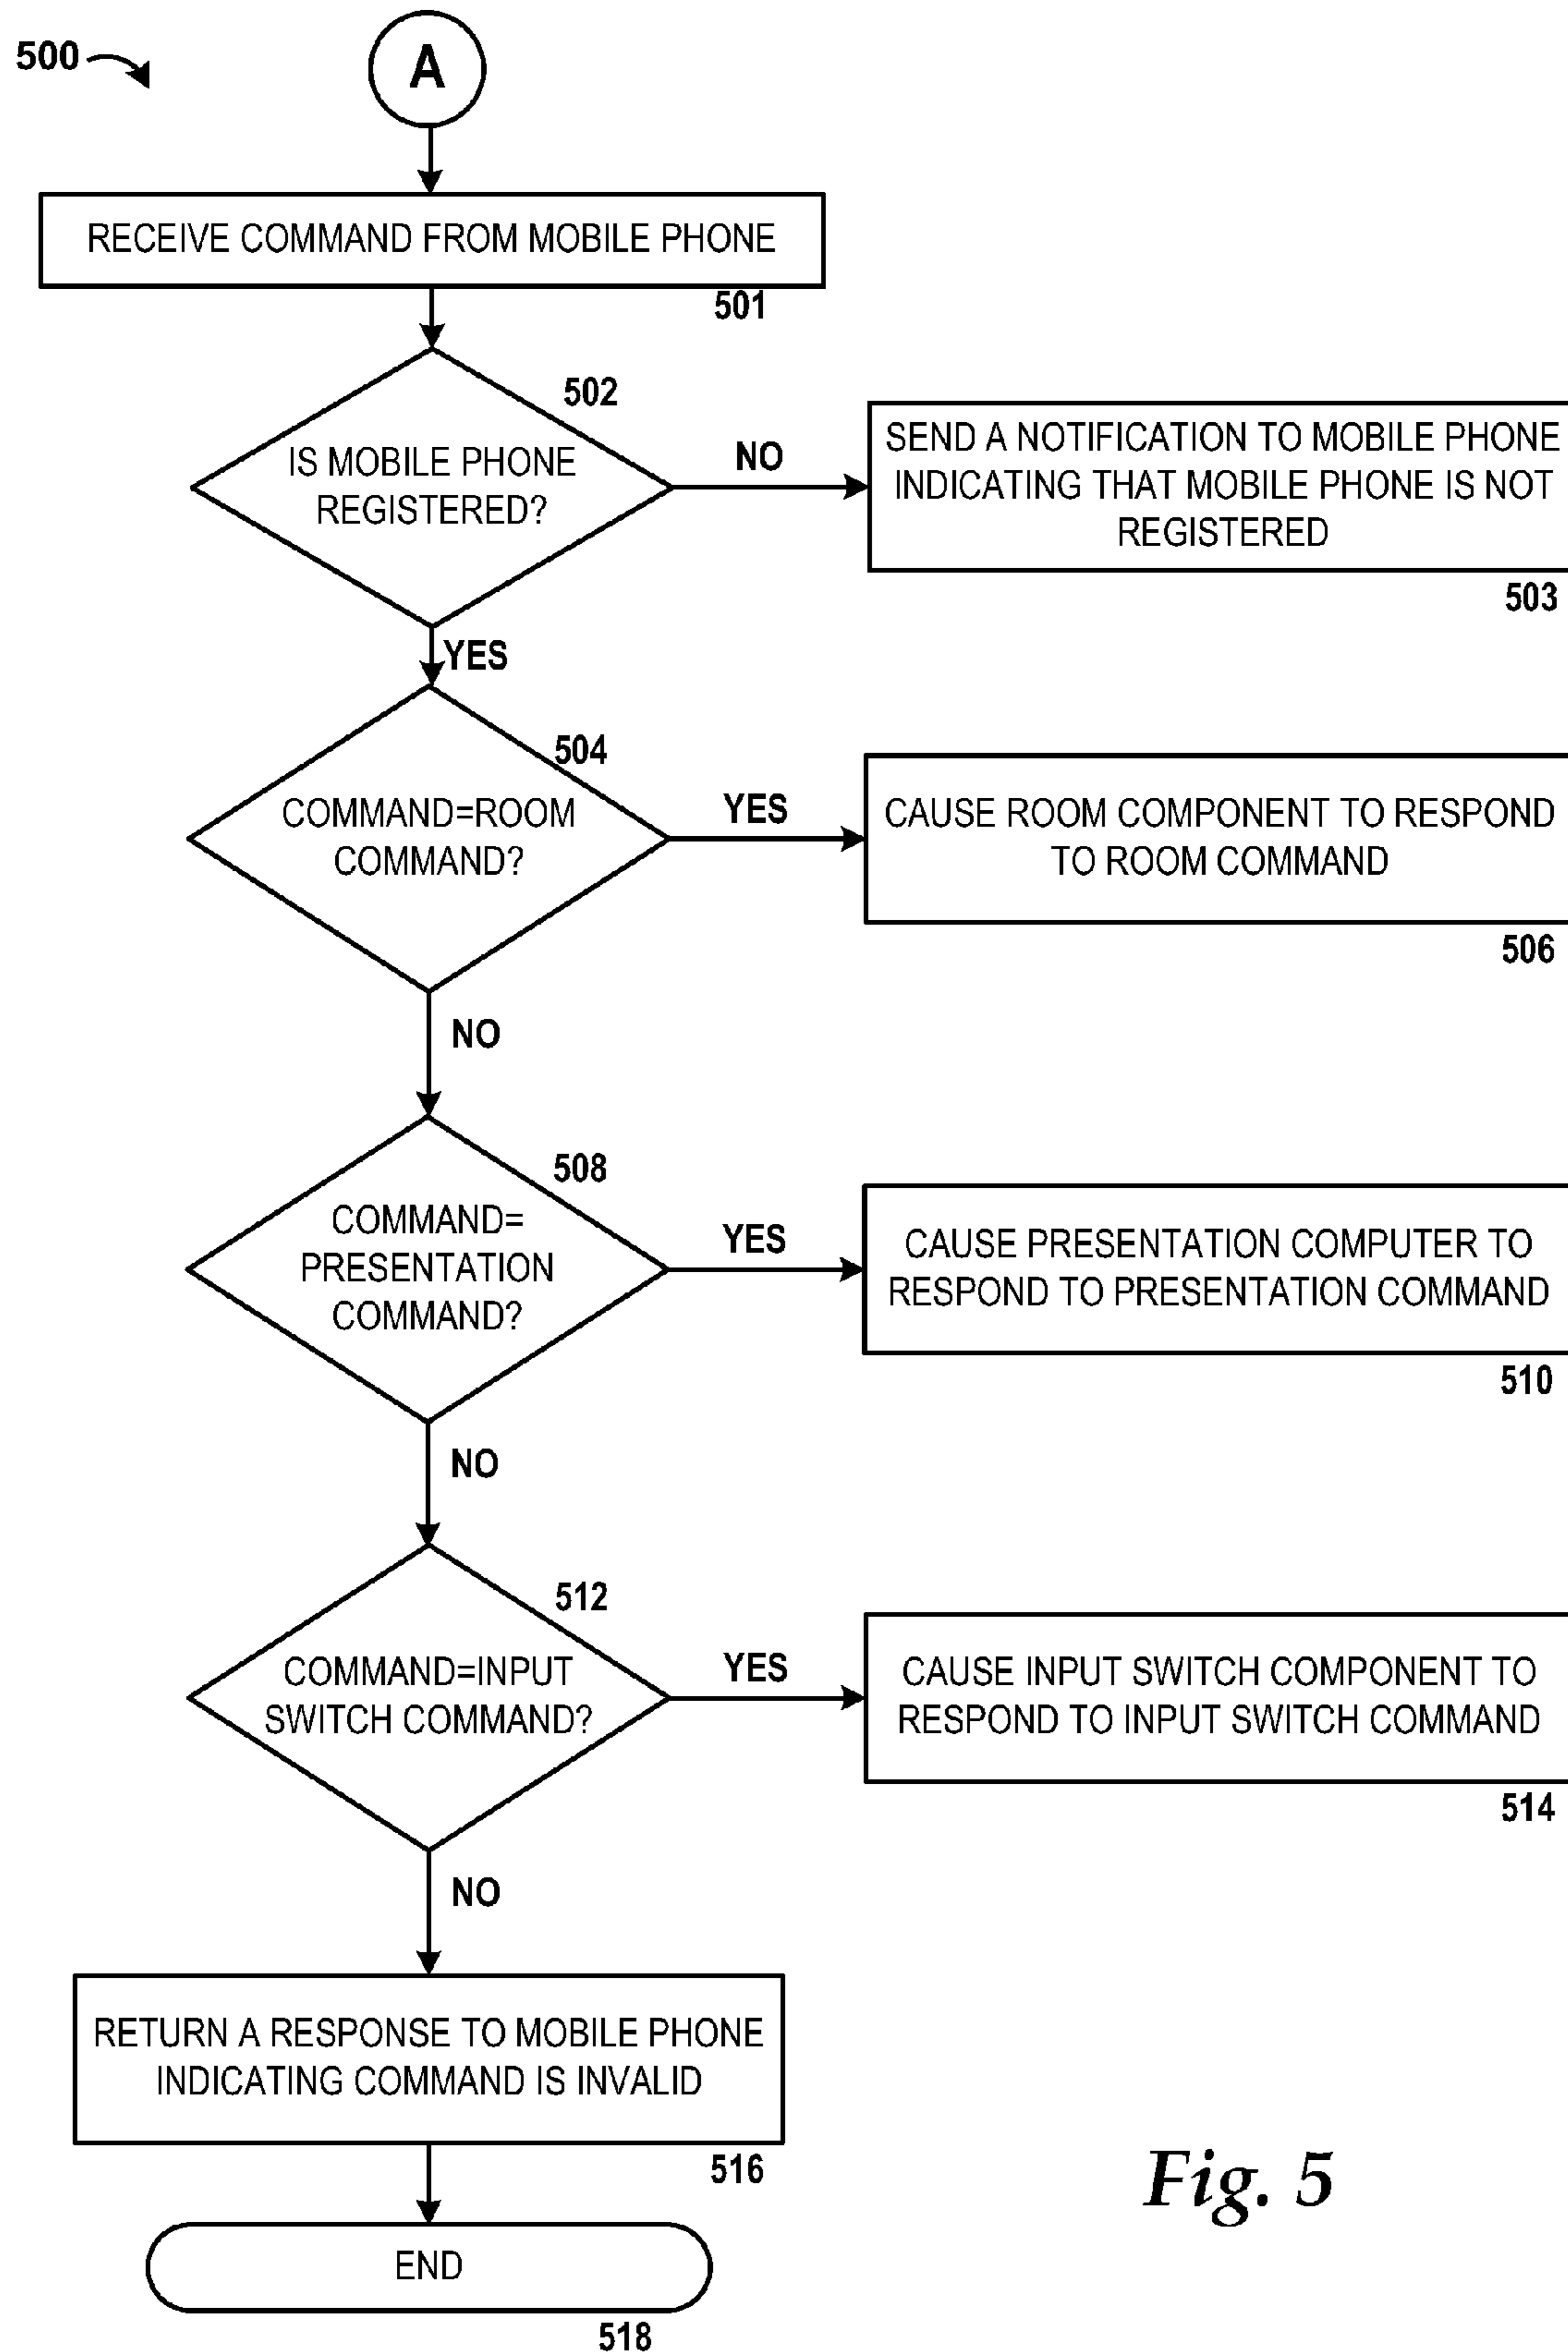 500
A
RECEIVE COMMAND FROM MOBILE PHONE
501
502
IS MOBILE PHONE
REGISTERED?
NO
SEND A NOTIFICATION TO MOBILE PHONE
INDICATING THAT MOBILE PHONE IS NOT
REGISTERED
503
YES
504
COMMAND=ROOM
COMMAND?
YES
CAUSE ROOM COMPONENT TO RESPOND
TO ROOM COMMAND
506
NO
508
COMMAND=
PRESENTATION
COMMAND?
YES
CAUSE PRESENTATION COMPUTER TO
RESPOND TO PRESENTATION COMMAND
510
NO
512
COMMAND=INPUT
SWITCH COMMAND?
YES
CAUSE INPUT SWITCH COMPONENT TO
RESPOND TO INPUT SWITCH COMMAND
514
NO
RETURN A RESPONSE TO MOBILE PHONE
INDICATING COMMAND IS INVALID
516
END
518
Fig. 5